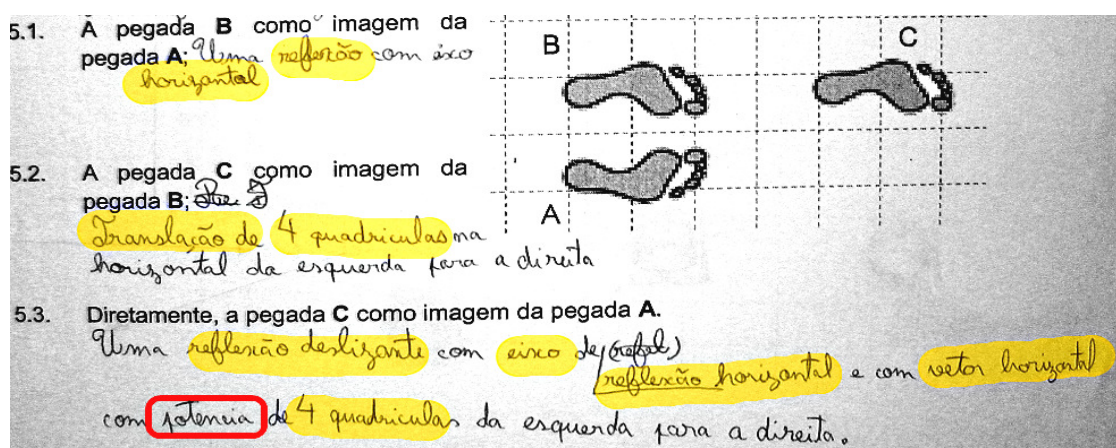 5.1. A pegada B como imagem da
pegada A; Uma reflexão com eixo
horizontal
B
C
5.2. A pegada C como imagem da
pegada B;
A
Translação de 4 quadriculas na
horizontal da esquerda para a direita
5.3. Diretamente, a pegada C como imagem da pegada A.
Uma reflexão deslizante com eixo de
reflexão horizontal e com vetor horizontal
com potencia de 4 quadriculas da esquerda para a direita.